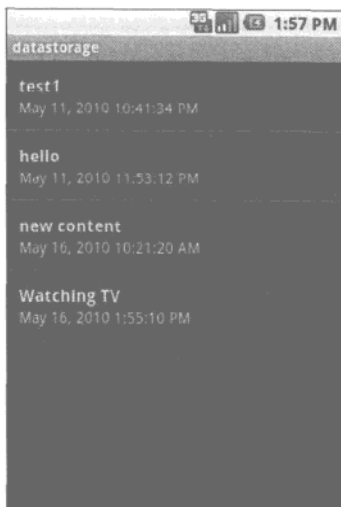 3G 1:57 PM
datastorage
test1
May 11, 2010 10:41:34 PM
hello
May 11, 2010 11:53:12 PM
new content
May 16, 2010 10:21:20 AM
Watching TV
May 16, 2010 1:55:10 PM